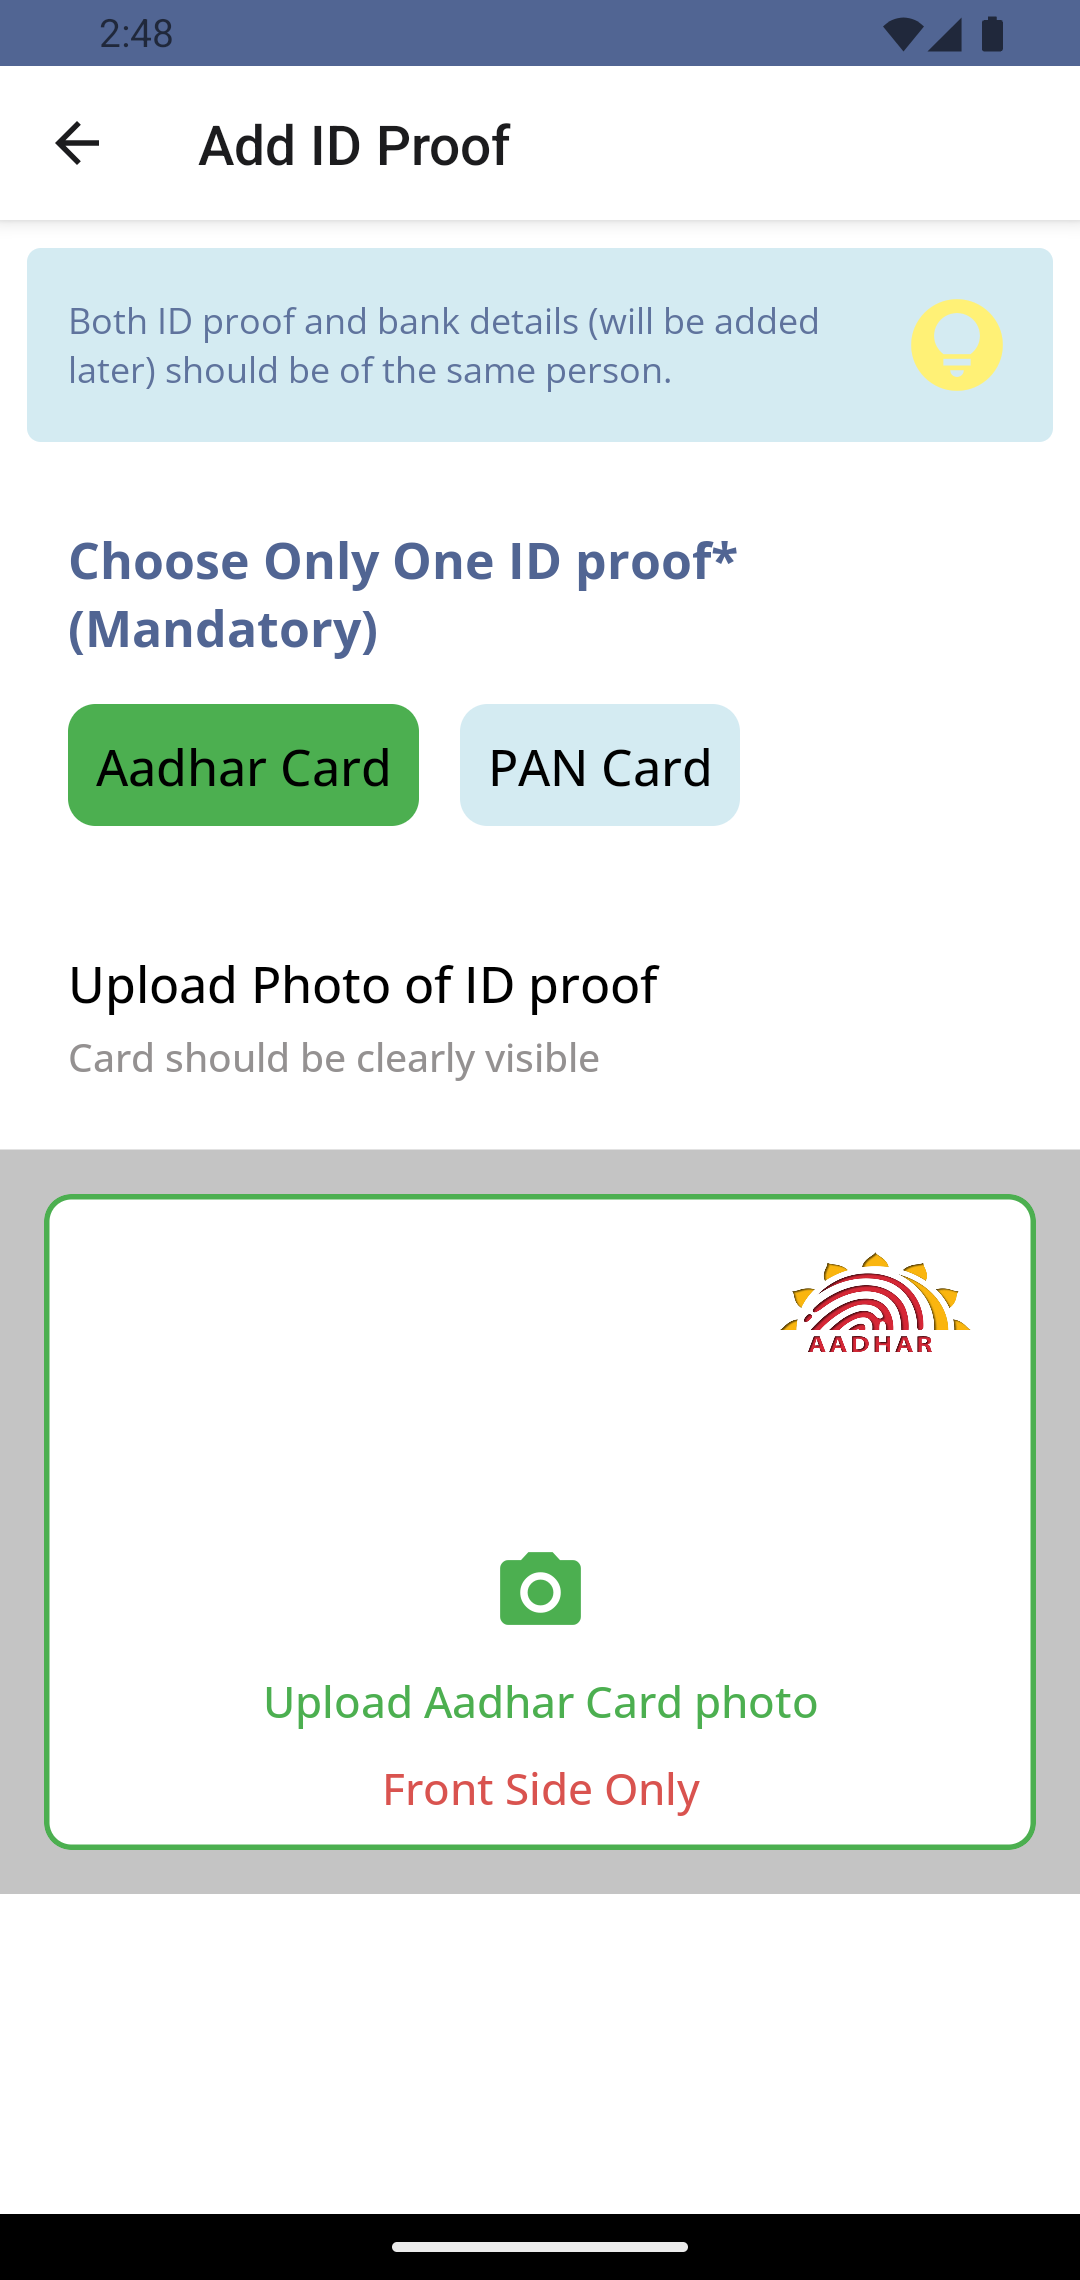 2:48
Add ID Proof
Both ID proof and bank details (will be added
later) should be of the same person.
Choose Only One ID proof*
(Mandatory)
Aadhar Card
PAN Card
Upload Photo of ID proof
Card should be clearly visible
AADHAR
Upload Aadhar Card photo
Front Side Only